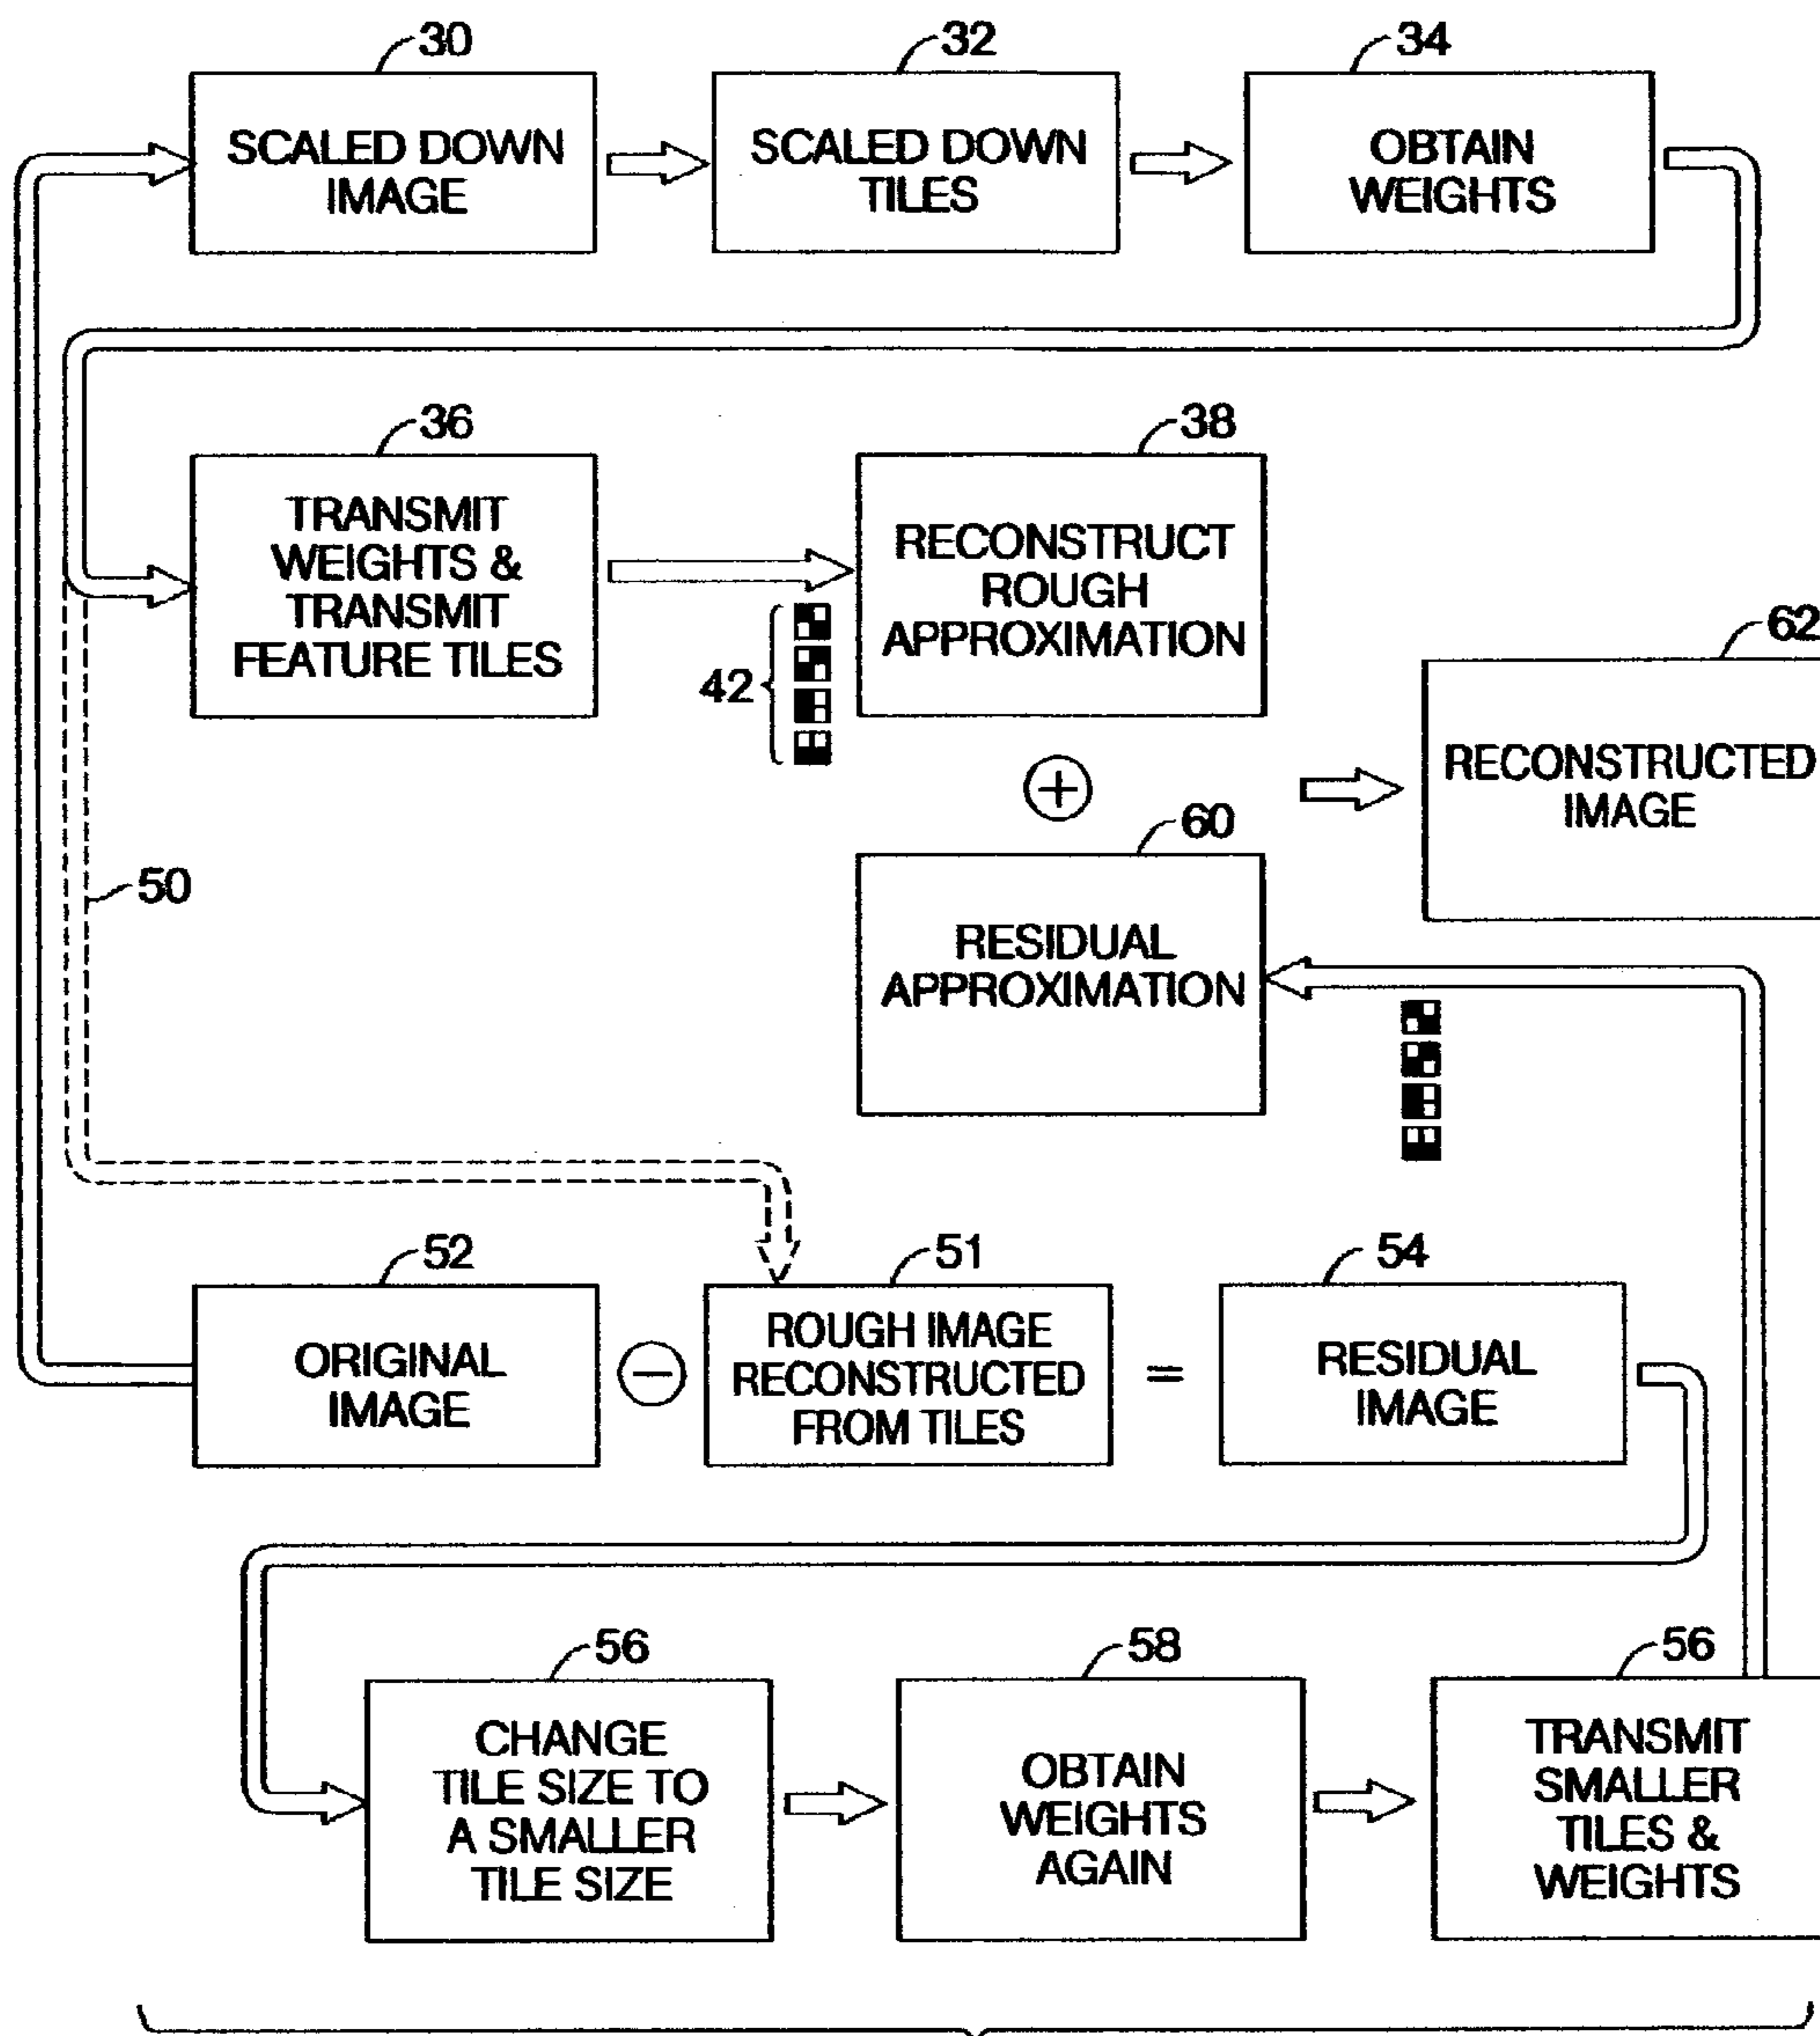 30
SCALED DOWN
IMAGE
32
SCALED DOWN
TILES
34
OBTAIN
WEIGHTS
36
TRANSMIT
WEIGHTS &
TRANSMIT
FEATURE TILES
42
38
RECONSTRUCT
ROUGH
APPROXIMATION
+
62
RECONSTRUCTED
IMAGE
60
RESIDUAL
APPROXIMATION
50
52
ORIGINAL
IMAGE
−
51
ROUGH IMAGE
RECONSTRUCTED
FROM TILES
=
54
RESIDUAL
IMAGE
56
CHANGE
TILE SIZE TO
A SMALLER
TILE SIZE
58
OBTAIN
WEIGHTS
AGAIN
56
TRANSMIT
SMALLER
TILES &
WEIGHTS